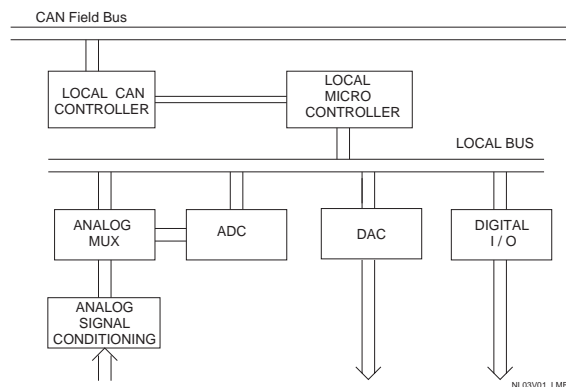 CAN Field Bus
LOCAL CAN
CONTROLLER
LOCAL
MICRO
CONTROLLER
LOCAL BUS
ANALOG
MUX
ADC
DAC
DIGITAL
I / O
ANALOG
SIGNAL
CONDITIONING